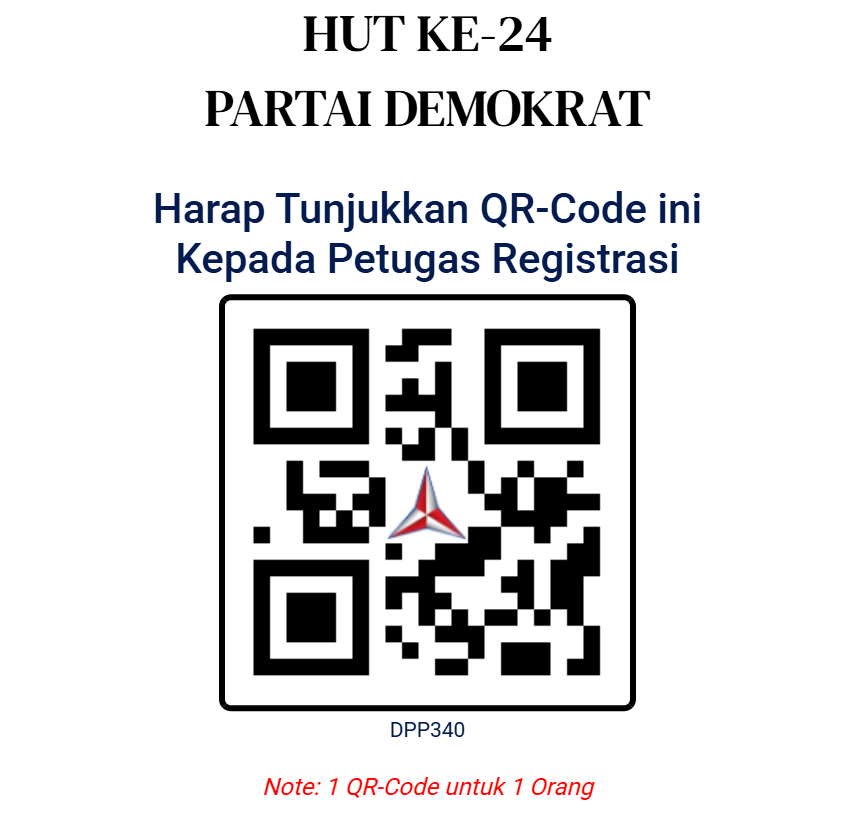 HUT KE-24
PARTAI DEMOKRAT
Harap Tunjukkan QR-Code ini
Kepada Petugas Registrasi
DPP340
Note: 1 QR-Code untuk 1 Orang